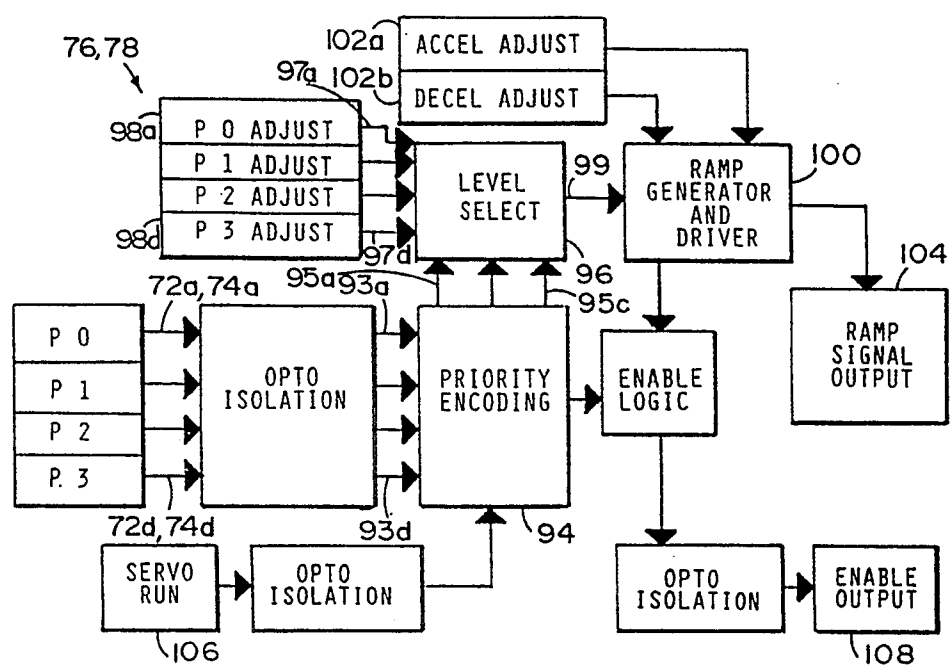 102a
ACCEL ADJUST
76,78
97a
102b
DECEL ADJUST
98a
P 0 ADJUST
P 1 ADJUST
P 2 ADJUST
98d
P 3 ADJUST
97d
LEVEL
SELECT
96
99
RAMP
GENERATOR
AND
DRIVER
100
104
RAMP
SIGNAL
OUTPUT
72a,74a
95a
93a
95c
P 0
P 1
P 2
P. 3
OPTO
ISOLATION
PRIORITY
ENCODING
ENABLE
LOGIC
72d,74d
93d
94
SERVO
RUN
106
OPTO
ISOLATION
OPTO
ISOLATION
ENABLE
OUTPUT
108